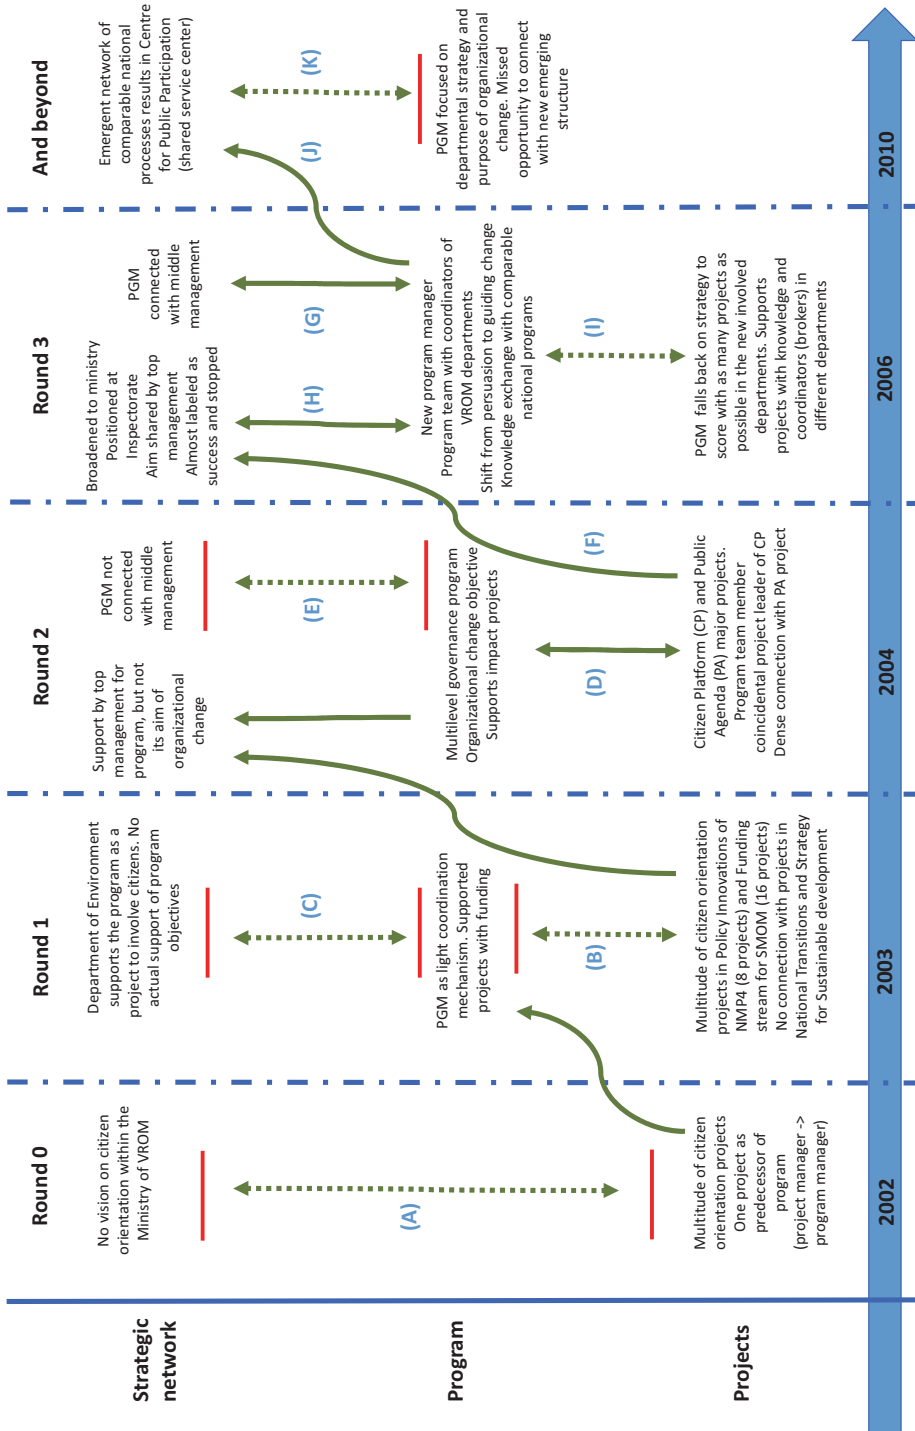 Round 0
Round 1
Round 2
Round 3
And beyond
Strategic
network
No vision on citizen
orientation within the
Ministry of VROM
Department of Environment
supports the program as a
project to involve citizens. No
actual support of program
objectives
Support by top
management for
program, but not
its aim of
organizational
change
PGM not
connected
with middle
management
Broadened to ministry
Positioned at
Inspectorate
Aim shared by top
management
Almost labeled as
success and stopped
PGM
connected
with middle
management
Emergent network of
comparable national
processes results in Centre
for Public Participation
(shared service center)
(A)
(C)
(E)
(H)
(G)
(J)
(K)
Program
PGM as light coordination
mechanism. Supported
projects with funding
Multilevel governance program
Organizational change objective
Supports impact projects
New program manager
Program team with coordinators of
VROM departments
Shift from persuasion to guiding change
Knowledge exchange with comparable
national programs
PGM focused on
departmental strategy and
purpose of organizational
change. Missed
opportunity to connect
with new emerging
structure
(B)
(D)
(F)
(I)
Projects
Multitude of citizen
orientation projects
One project as
predecessor of
program
(project manager ->
program manager)
Multitude of citizen orientation
projects in Policy Innovations of
NMP4 (8 projects) and Funding
stream for SMOM (16 projects)
No connection with projects in
National Transitions and Strategy
for Sustainable development
Citizen Platform (CP) and Public
Agenda (PA) major projects.
Program team member
coincidental project leader of CP
Dense connection with PA project
PGM falls back on strategy to
score with as many projects as
possible in the new involved
departments. Supports
projects with knowledge and
coordinators (brokers) in
different departments
2002
2003
2004
2006
2010